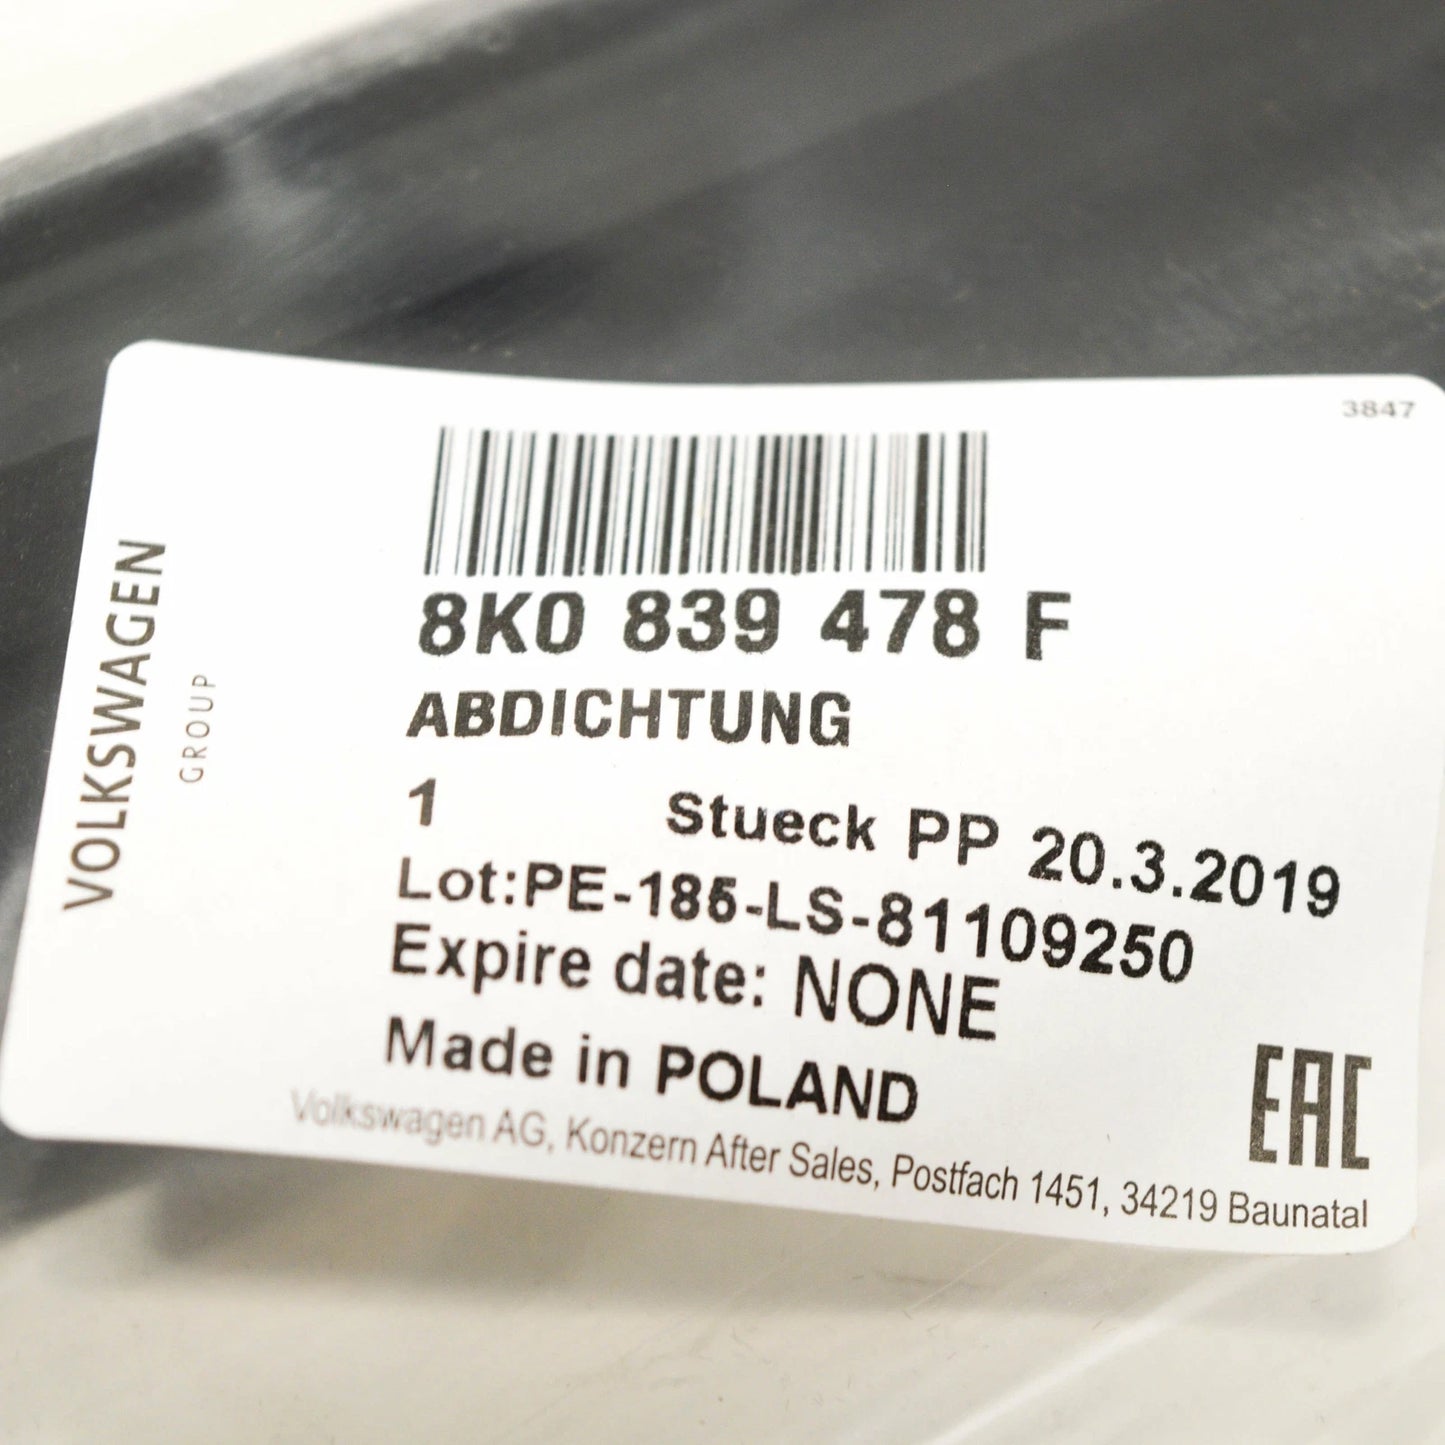 3847
VOLKSWAGEN
GROUP
8K0 839 478 F
ABDICHTUNG
1 Stueck PP 20.3.2019
Lot:PE-185-LS-81109250
Expire date: NONE
Made in POLAND
EAC
Volkswagen AG, Konzern After Sales, Postfach 1451, 34219 Baunatal